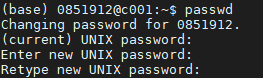 (base) 0851912@c001:~$ passwd
Changing password for 0851912.
(current) UNIX password:
Enter new UNIX password:
Retype new UNIX password: